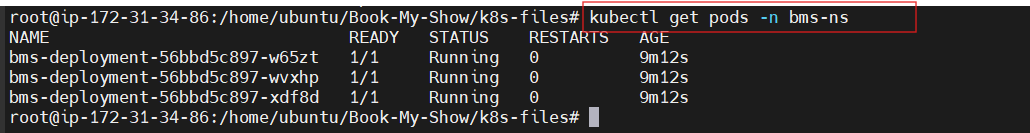 root@ip-172-31-34-86:/home/ubuntu/Book-My-Show/k8s-files# kubectl get pods -n bms-ns
NAME READY STATUS RESTARTS AGE
bms-deployment-56bbd5c897-w65zt 1/1 Running 0 9m12s
bms-deployment-56bbd5c897-wvxhp 1/1 Running 0 9m12s
bms-deployment-56bbd5c897-xdf8d 1/1 Running 0 9m12s
root@ip-172-31-34-86:/home/ubuntu/Book-My-Show/k8s-files#